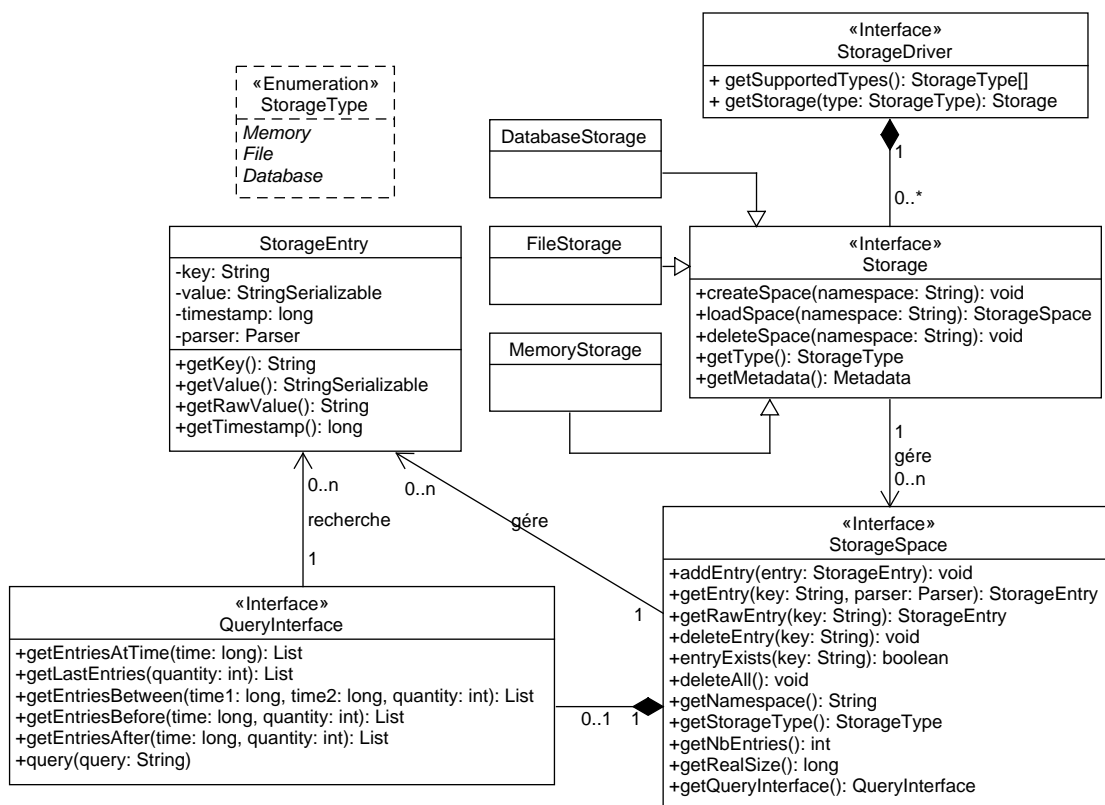 «Interface»
StorageDriver
+ getSupportedTypes(): StorageType[]
+ getStorage(type: StorageType): Storage
«Enumeration»
StorageType
Memory
File
Database
DatabaseStorage
1
0..*
FileStorage
MemoryStorage
«Interface»
Storage
+createSpace(namespace: String): void
+loadSpace(namespace: String): StorageSpace
+deleteSpace(namespace: String): void
+getType(): StorageType
+getMetadata(): Metadata
StorageEntry
-key: String
-value: StringSerializable
-timestamp: long
-parser: Parser
+getKey(): String
+getValue(): StringSerializable
+getRawValue(): String
+getTimestamp(): long
1
gére
0..n
0..n
recherche
1
0..n
gére
1
«Interface»
StorageSpace
+addEntry(entry: StorageEntry): void
+getEntry(key: String, parser: Parser): StorageEntry
+getRawEntry(key: String): StorageEntry
+deleteEntry(key: String): void
+entryExists(key: String): boolean
+deleteAll(): void
+getNamespace(): String
+getStorageType(): StorageType
+getNbEntries(): int
+getRealSize(): long
+getQueryInterface(): QueryInterface
«Interface»
QueryInterface
+getEntriesAtTime(time: long): List
+getLastEntries(quantity: int): List
+getEntriesBetween(time1: long, time2: long, quantity: int): List
+getEntriesBefore(time: long, quantity: int): List
+getEntriesAfter(time: long, quantity: int): List
+query(query: String)
0..1
1